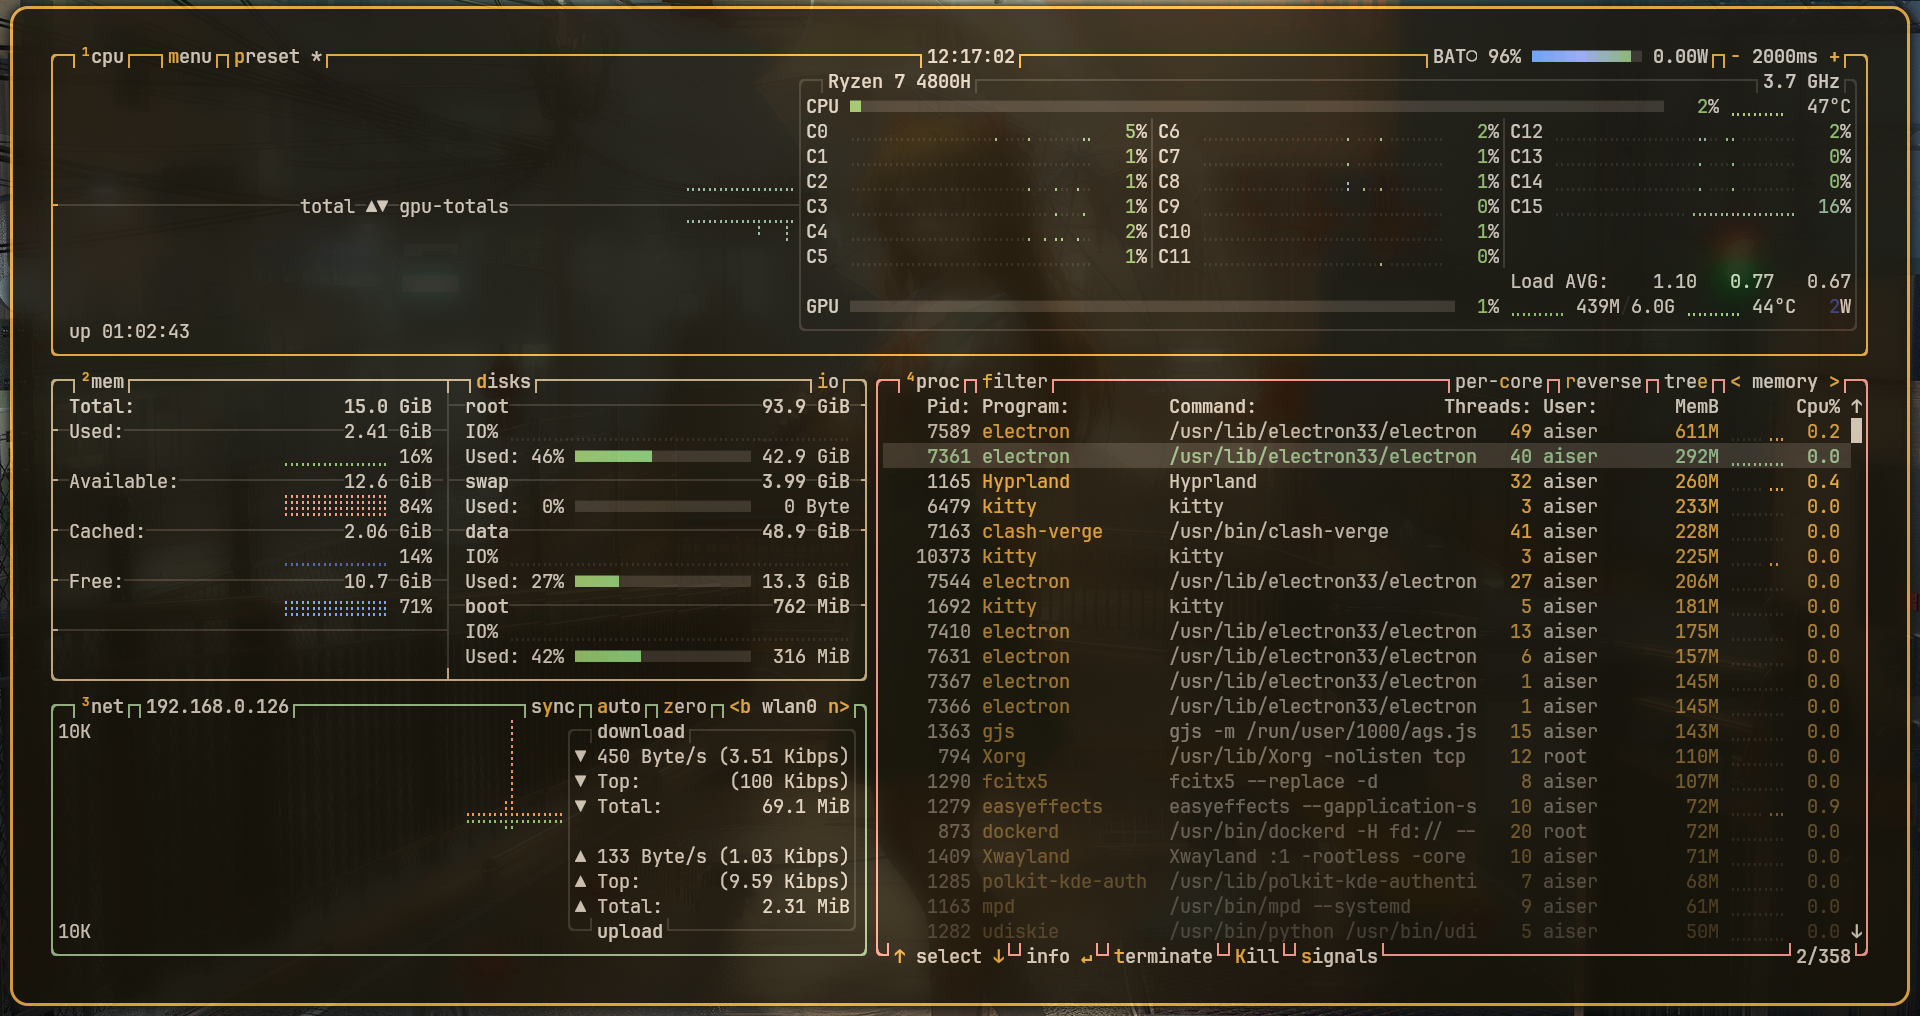 ¹cpu menu preset * 12:17:02 BAT○ 96% 0.00W - 2000ms +
Ryzen 7 4800H 3.7 GHz
CPU 2% 47°C
C0 5% C6 2% C12 2%
C1 1% C7 1% C13 0%
C2 1% C8 1% C14 0%
C3 1% C9 0% C15 16%
C4 2% C10 1%
C5 1% C11 0%
Load AVG: 1.10 0.77 0.67
GPU 1% 439M/6.0G 44°C 2W
total ▲▼ gpu-totals
up 01:02:43
²mem
Total: 15.0 GiB
Used: 2.41 GiB
16%
Available: 12.6 GiB
84%
Cached: 2.06 GiB
14%
Free: 10.7 GiB
71%
disks io
root 93.9 GiB
IO%
Used: 46% 42.9 GiB
swap 3.99 GiB
Used: 0% 0 Byte
data 48.9 GiB
IO%
Used: 27% 13.3 GiB
boot 762 MiB
IO%
Used: 42% 316 MiB
³net 192.168.0.126 sync auto zero <b wlan0 n>
10K
download
▼ 450 Byte/s (3.51 Kibps)
▼ Top: (100 Kibps)
▼ Total: 69.1 MiB
▲ 133 Byte/s (1.03 Kibps)
▲ Top: (9.59 Kibps)
▲ Total: 2.31 MiB
upload
10K
⁴proc filter per-core reverse tree < memory >
Pid: Program: Command: Threads: User: MemB Cpu% ↑
7589 electron /usr/lib/electron33/electron 49 aiser 611M 0.2
7361 electron /usr/lib/electron33/electron 40 aiser 292M 0.0
1165 Hyprland Hyprland 32 aiser 260M 0.4
6479 kitty kitty 3 aiser 233M 0.0
7163 clash-verge /usr/bin/clash-verge 41 aiser 228M 0.0
10373 kitty kitty 3 aiser 225M 0.0
7544 electron /usr/lib/electron33/electron 27 aiser 206M 0.0
1692 kitty kitty 5 aiser 181M 0.0
7410 electron /usr/lib/electron33/electron 13 aiser 175M 0.0
7631 electron /usr/lib/electron33/electron 6 aiser 157M 0.0
7367 electron /usr/lib/electron33/electron 1 aiser 145M 0.0
7366 electron /usr/lib/electron33/electron 1 aiser 145M 0.0
1363 gjs gjs -m /run/user/1000/ags.js 15 aiser 143M 0.0
794 Xorg /usr/lib/Xorg -nolisten tcp 12 root 110M 0.0
1290 fcitx5 fcitx5 --replace -d 8 aiser 107M 0.0
1279 easyeffects easyeffects --gapplication-s 10 aiser 72M 0.9
873 dockerd /usr/bin/dockerd -H fd:// -- 20 root 72M 0.0
1409 Xwayland Xwayland :1 -rootless -core 10 aiser 71M 0.0
1285 polkit-kde-auth /usr/lib/polkit-kde-authenti 7 aiser 68M 0.0
1163 mpd /usr/bin/mpd --systemd 9 aiser 61M 0.0
1282 udiskie /usr/bin/python /usr/bin/udi 5 aiser 50M 0.0 ↓
↑ select ↓ info ↵ terminate Kill signals 2/358